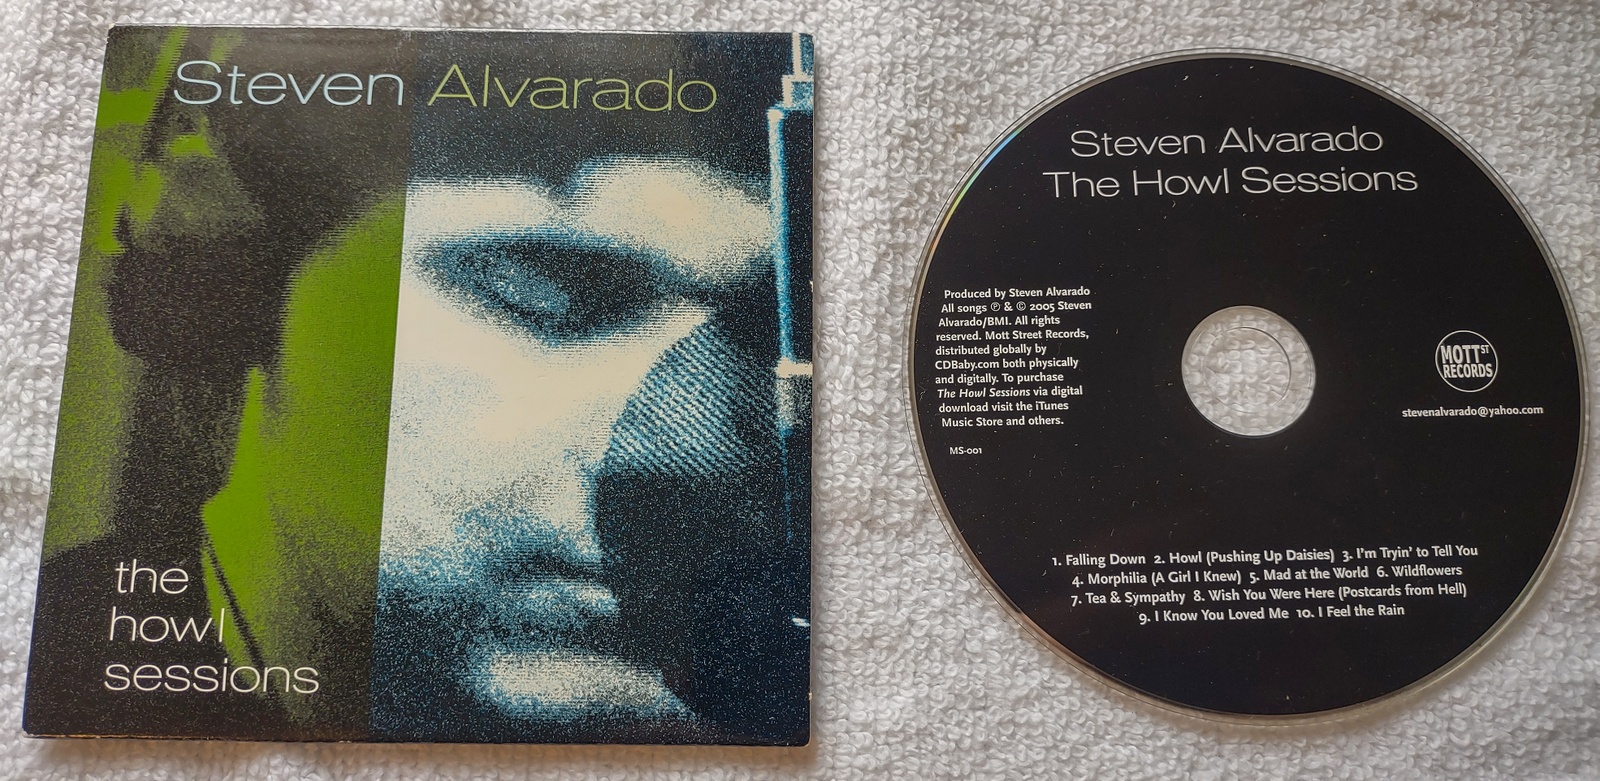 Steven Alvarado
the
howl
sessions
Steven Alvarado
The Howl Sessions
Produced by Steven Alvarado
All songs ℗ & © 2005 Steven
Alvarado/BMI. All rights
reserved. Mott Street Records,
distributed globally by
CDBaby.com both physically
and digitally. To purchase
The Howl Sessions via digital
download visit the iTunes
Music Store and others.
MS-001
MOTT ST
RECORDS
stevenalvarado@yahoo.com
1. Falling Down 2. Howl (Pushing Up Daisies) 3. I'm Tryin' to Tell You
4. Morphilia (A Girl I Knew) 5. Mad at the World 6. Wildflowers
7. Tea & Sympathy 8. Wish You Were Here (Postcards from Hell)
9. I Know You Loved Me 10. I Feel the Rain